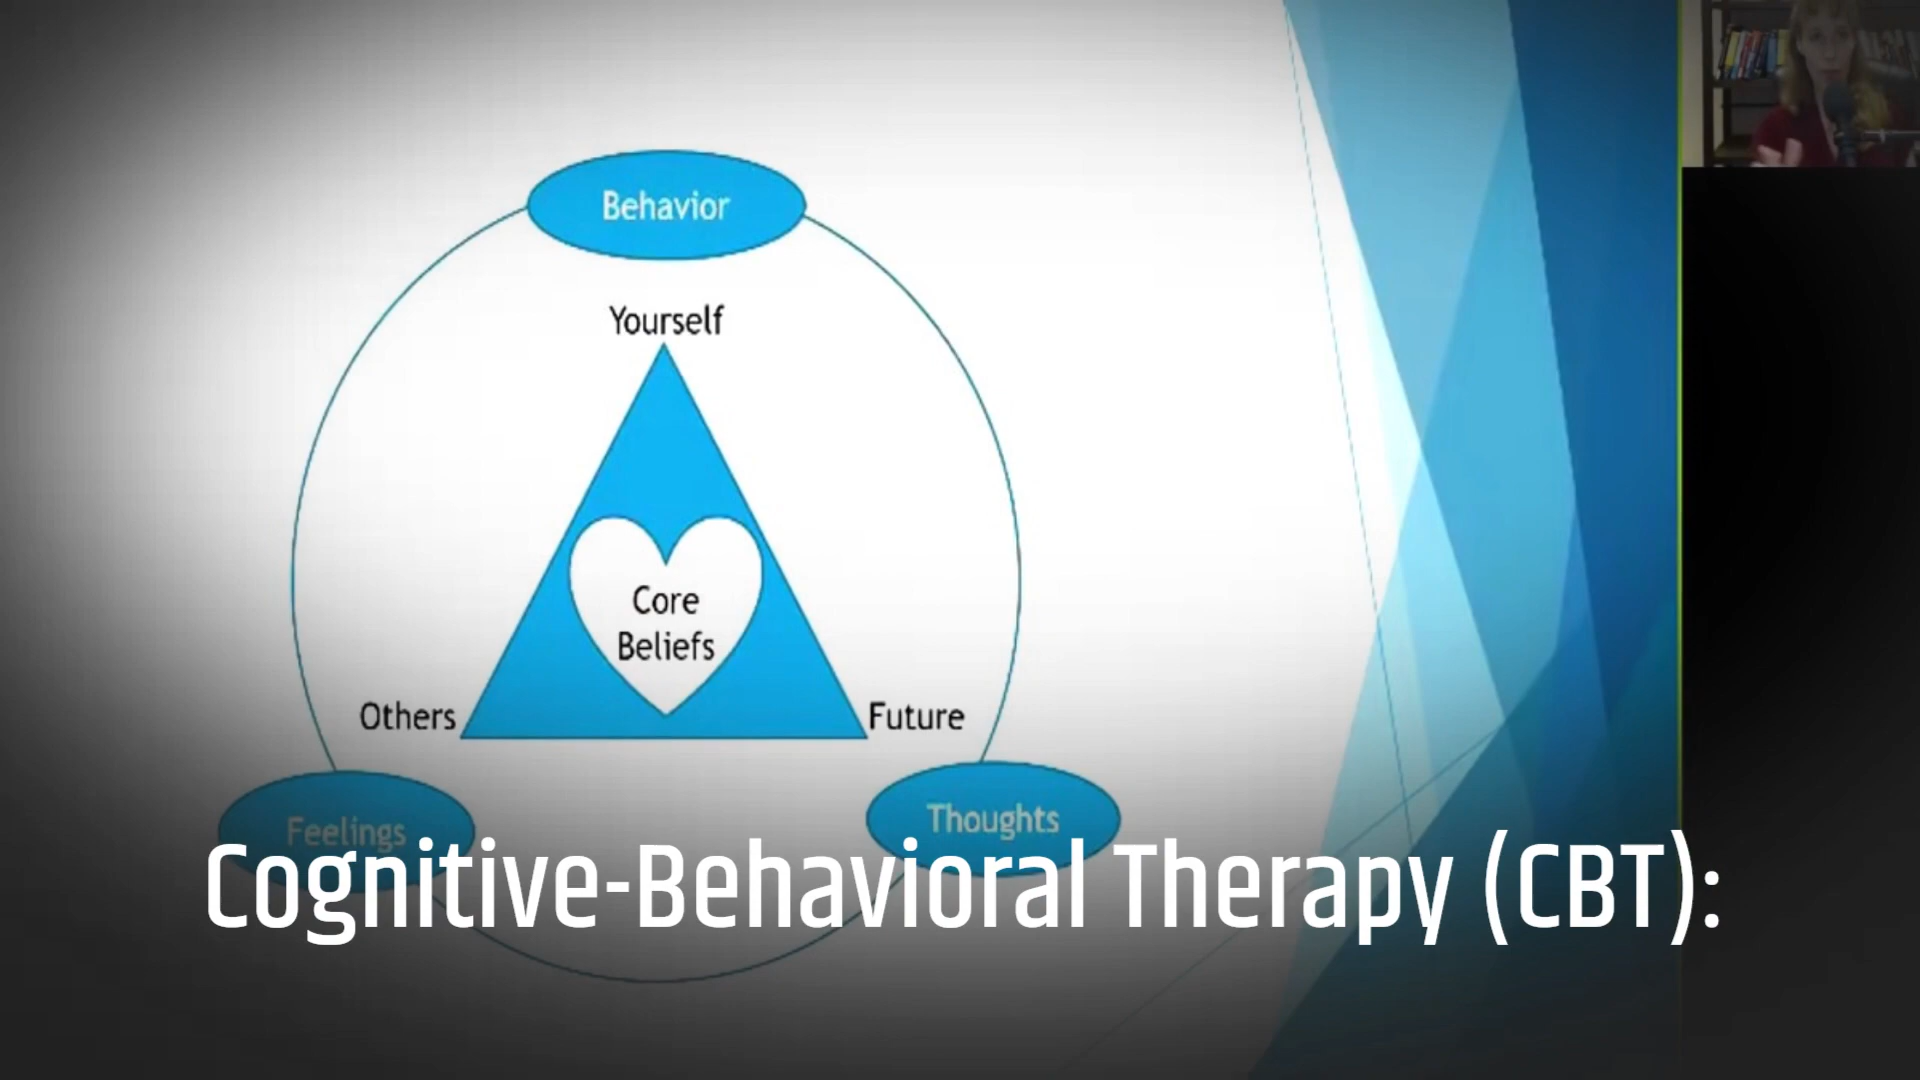 Behavior
Yourself
Core
Beliefs
Others
Future
Feelings
Thoughts
Cognitive-Behavioral Therapy (CBT):